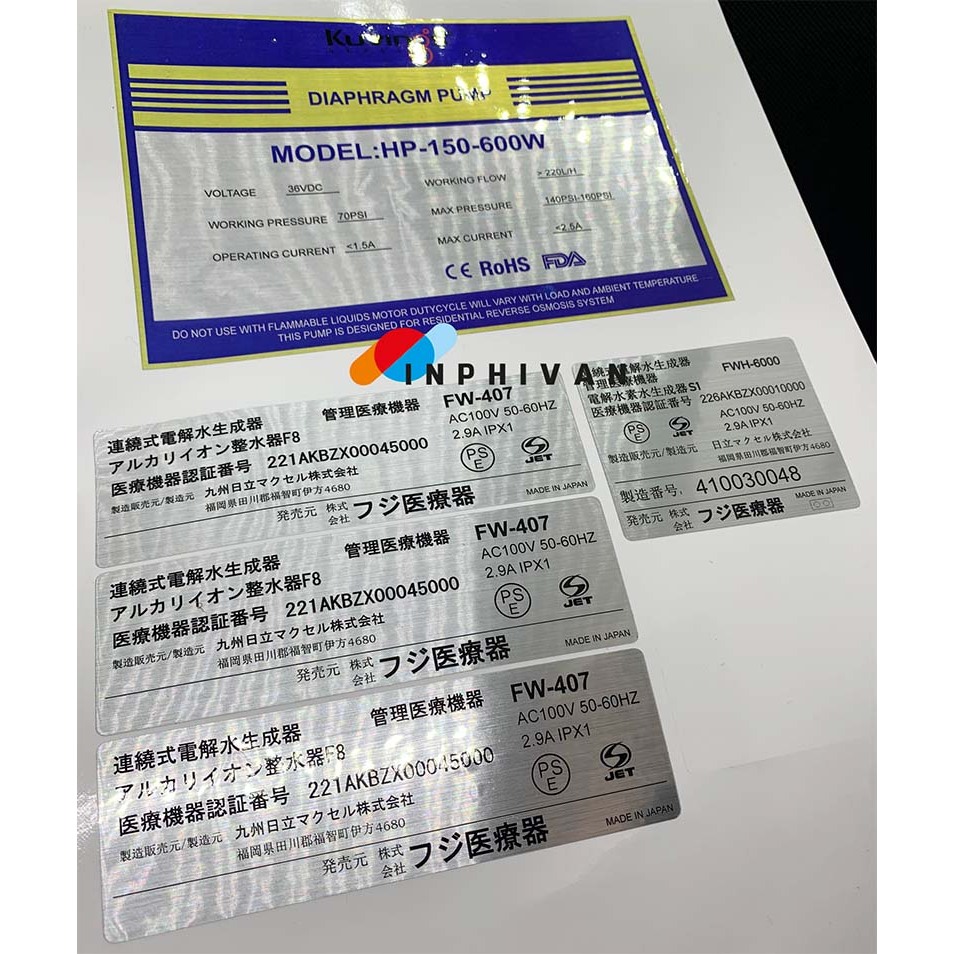 DIAPHRAGM PUMP
MODEL:HP-150-600W
VOLTAGE 36VDC
WORKING FLOW > 220L/H
WORKING PRESSURE 70PSI
MAX PRESSURE 140PSI-160PSI
OPERATING CURRENT <1.5A
MAX CURRENT <2.5A
CE RoHS FDA
DO NOT USE WITH FLAMMABLE LIQUIDS MOTOR DUTYCYCLE WILL VARY WITH LOAD AND AMBIENT TEMPERATURE
THIS PUMP IS DESIGNED FOR RESIDENTIAL REVERSE OSMOSIS SYSTEM
INPHIVAN
連繞式電解水生成器 管理医療機器 FW-407
アルカリイオン整水器F8 AC100V 50-60HZ
医療機器認証番号 221AKBZX00045000 2.9A IPX1
製造販売元/製造元 九州日立マクセル株式会社 PSE JET
福岡県田川郡福智町伊方4680
発売元 株式会社 フジ医療器 MADE IN JAPAN
繞式電解水生成器 FWH-6000
管理医療機器
電解水素水生成器S1 226AKBZX00010000
医療機器認証番号 AC100V 50-60HZ
PSE JET 2.9A IPX1
製造販売元/製造元 日立マクセル株式会社
福岡県田川郡福智町伊方4680
製造番号. 410030048
発売元 株式会社 フジ医療器
連繞式電解水生成器 管理医療機器 FW-407
アルカリイオン整水器F8 AC100V 50-60HZ
医療機器認証番号 221AKBZX00045000 2.9A IPX1
製造販売元/製造元 九州日立マクセル株式会社 PSE JET
福岡県田川郡福智町伊方4680
発売元 株式会社 フジ医療器 MADE IN JAPAN
連繞式電解水生成器 管理医療機器 FW-407
アルカリイオン整水器F8 AC100V 50-60HZ
医療機器認証番号 221AKBZX00045000 2.9A IPX1
製造販売元/製造元 九州日立マクセル株式会社 PSE JET
福岡県田川郡福智町伊方4680
発売元 株式会社 フジ医療器 MADE IN JAPAN